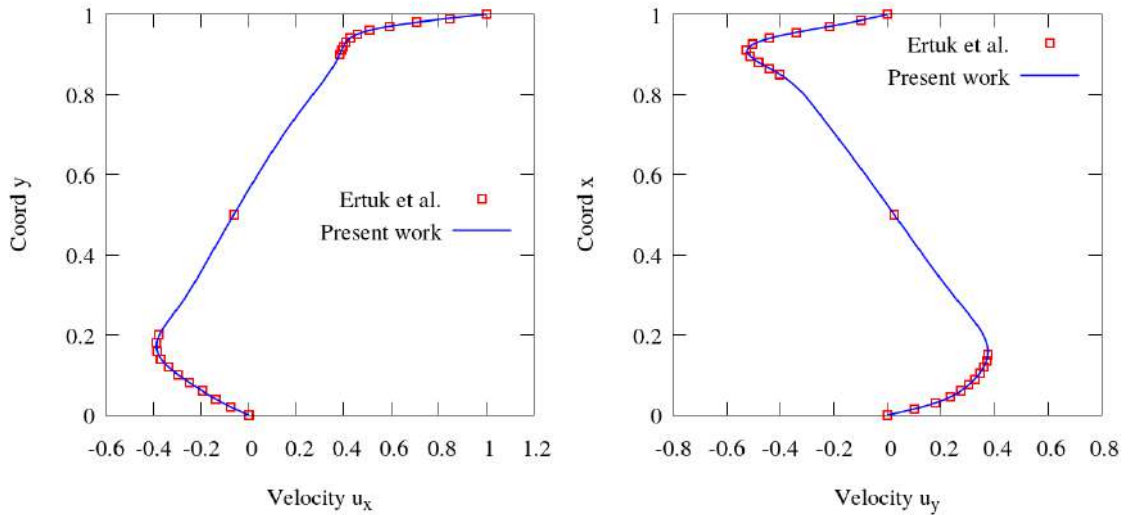 1
0.8
0.6
0.4
0.2
0
Coord y
Ertuk et al.
Present work
-0.6 -0.4 -0.2 0 0.2 0.4 0.6 0.8 1 1.2
Velocity ux
1
0.8
0.6
0.4
0.2
0
Coord x
Ertuk et al.
Present work
-0.8 -0.6 -0.4 -0.2 0 0.2 0.4 0.6 0.8
Velocity uy